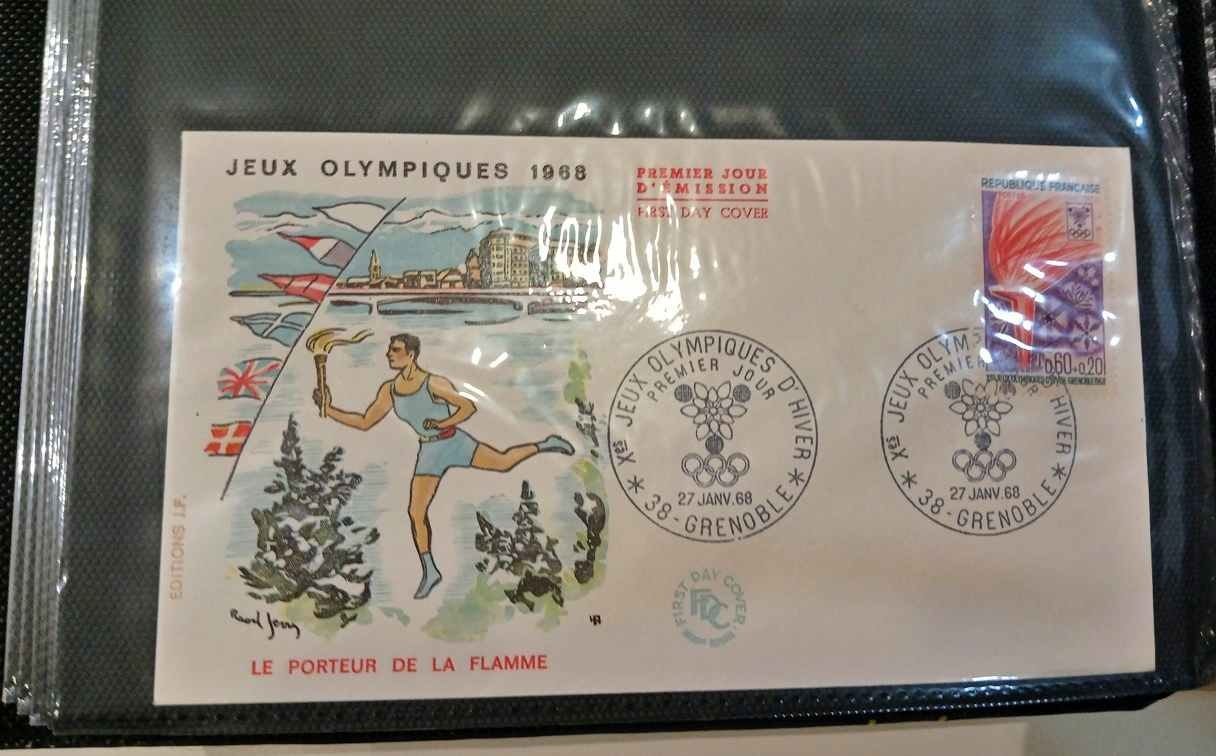 JEUX OLYMPIQUES 1968
PREMIER JOUR
D'ÉMISSION
FIRST DAY COVER
REPUBLIQUE FRANÇAISE
0,60+0,20
Xes JEUX OLYMPIQUES D'HIVER
PREMIER JOUR
27 JANV. 68
38 - GRENOBLE
Xes JEUX OLYMPIQUES D'HIVER
PREMIER JOUR
27 JANV. 68
38 - GRENOBLE
EDITIONS J.F.
FIRST DAY COVER
FDC
LE PORTEUR DE LA FLAMME